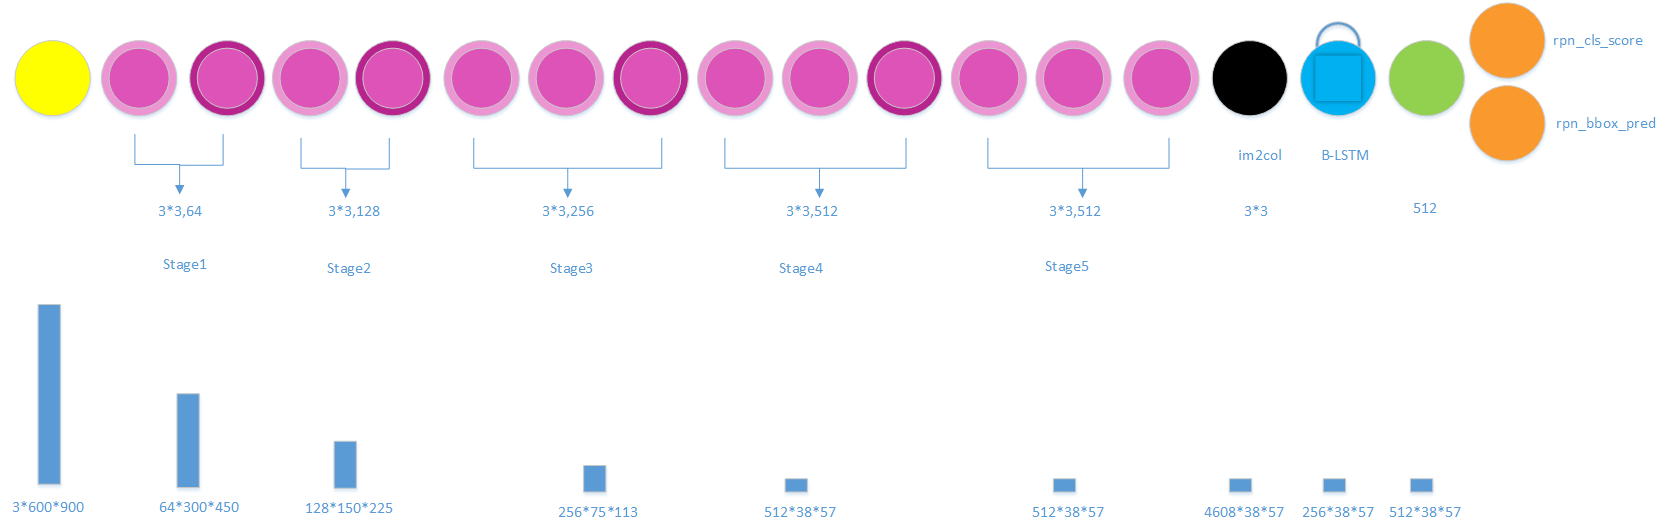 rpn_cls_score
rpn_bbox_pred
im2col
B-LSTM
3*3,64
3*3,128
3*3,256
3*3,512
3*3,512
3*3
512
Stage1
Stage2
Stage3
Stage4
Stage5
3*600*900
64*300*450
128*150*225
256*75*113
512*38*57
512*38*57
4608*38*57
256*38*57
512*38*57